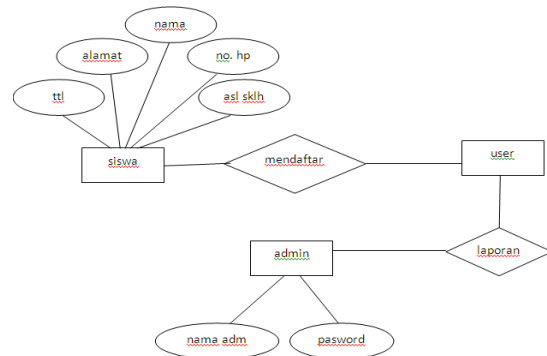 nama
alamat
no. hp
ttl
asl sklh
siswa
mendaftar
user
admin
laporan
nama adm
pasword